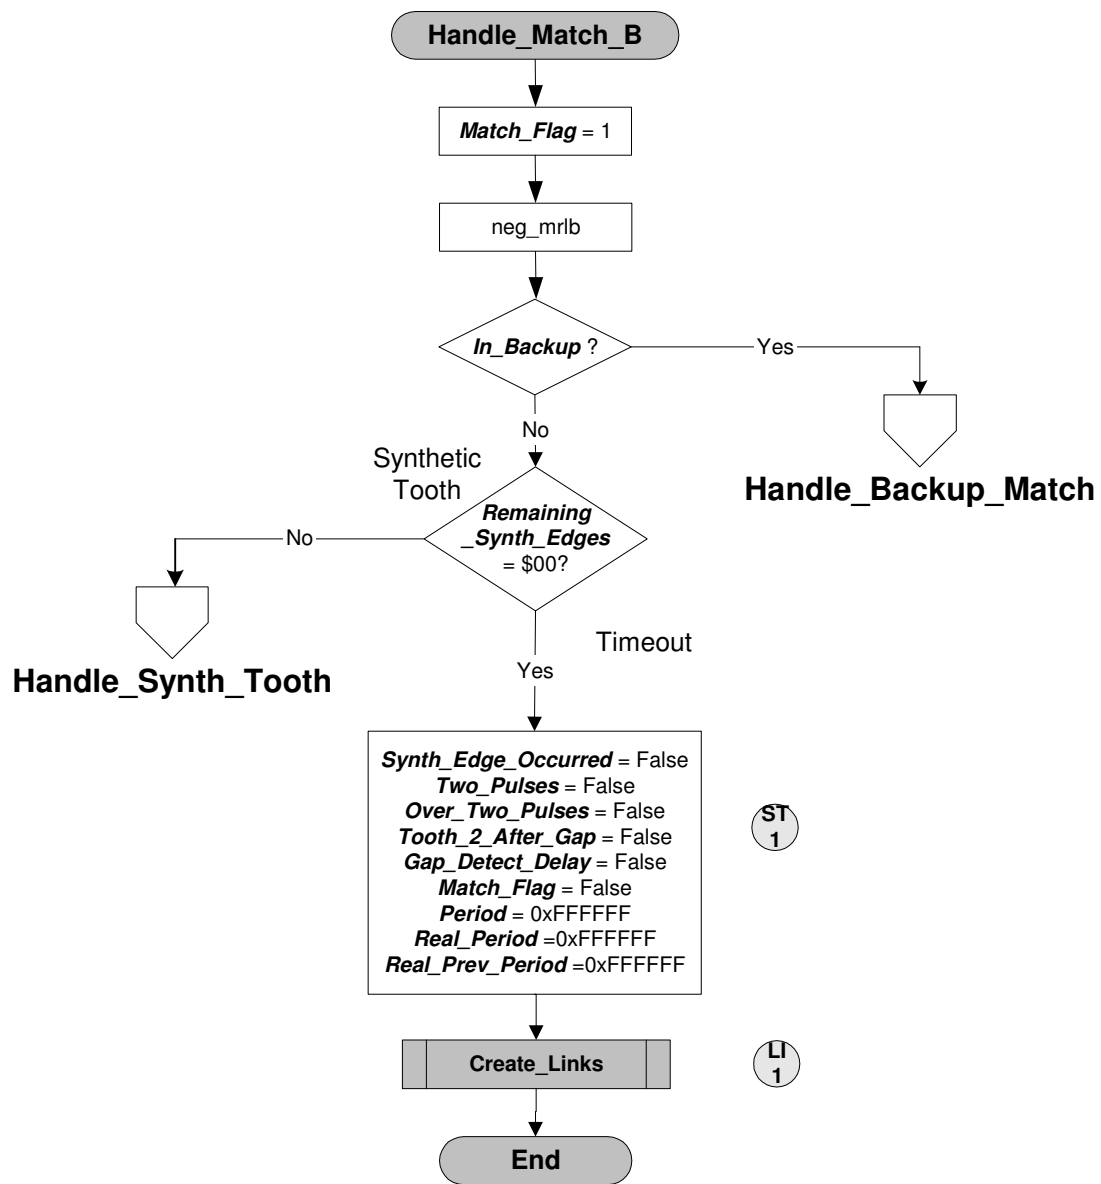 Handle_Match_B
Match_Flag = 1
neg_mrlb
In_Backup ?
Yes
No
Handle_Backup_Match
Synthetic
Tooth
Remaining
_Synth_Edges
= $00?
No
Handle_Synth_Tooth
Timeout
Yes
Synth_Edge_Occurred = False
Two_Pulses = False
Over_Two_Pulses = False
Tooth_2_After_Gap = False
Gap_Detect_Delay = False
Match_Flag = False
Period = 0xFFFFFF
Real_Period =0xFFFFFF
Real_Prev_Period =0xFFFFFF
ST
1
Create_Links
LI
1
End